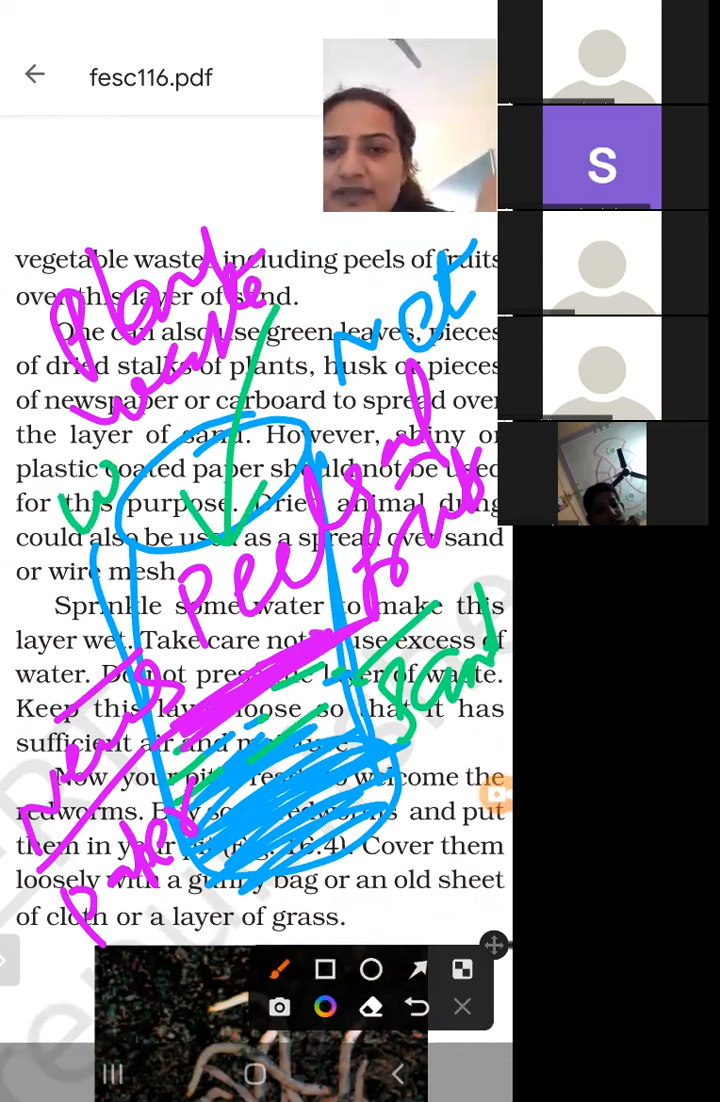 fesc116.pdf
S
vegetable wastes including peels of fruits
over this layer of sand.
One can also use green leaves, pieces
of dried stalks of plants, husk or pieces
of newspaper or carboard to spread over
the layer of sand. However, shiny or
plastic coated paper should not be used
for this purpose. Dried animal dung
could also be used as a spread over sand
or wire mesh.
Sprinkle some water to make this
layer wet. Take care not to use excess of
water. Do not press the layer of waste.
Keep this layer loose so that it has
sufficient air and moisture.
Now your pit is ready to welcome the
redworms. Buy some redworms and put
them in your pit (Fig. 16.4). Cover them
loosely with a gunny bag or an old sheet
of cloth or a layer of grass.
Plant
waste
net
W
Peels of
fruit
Sand
News
Paper